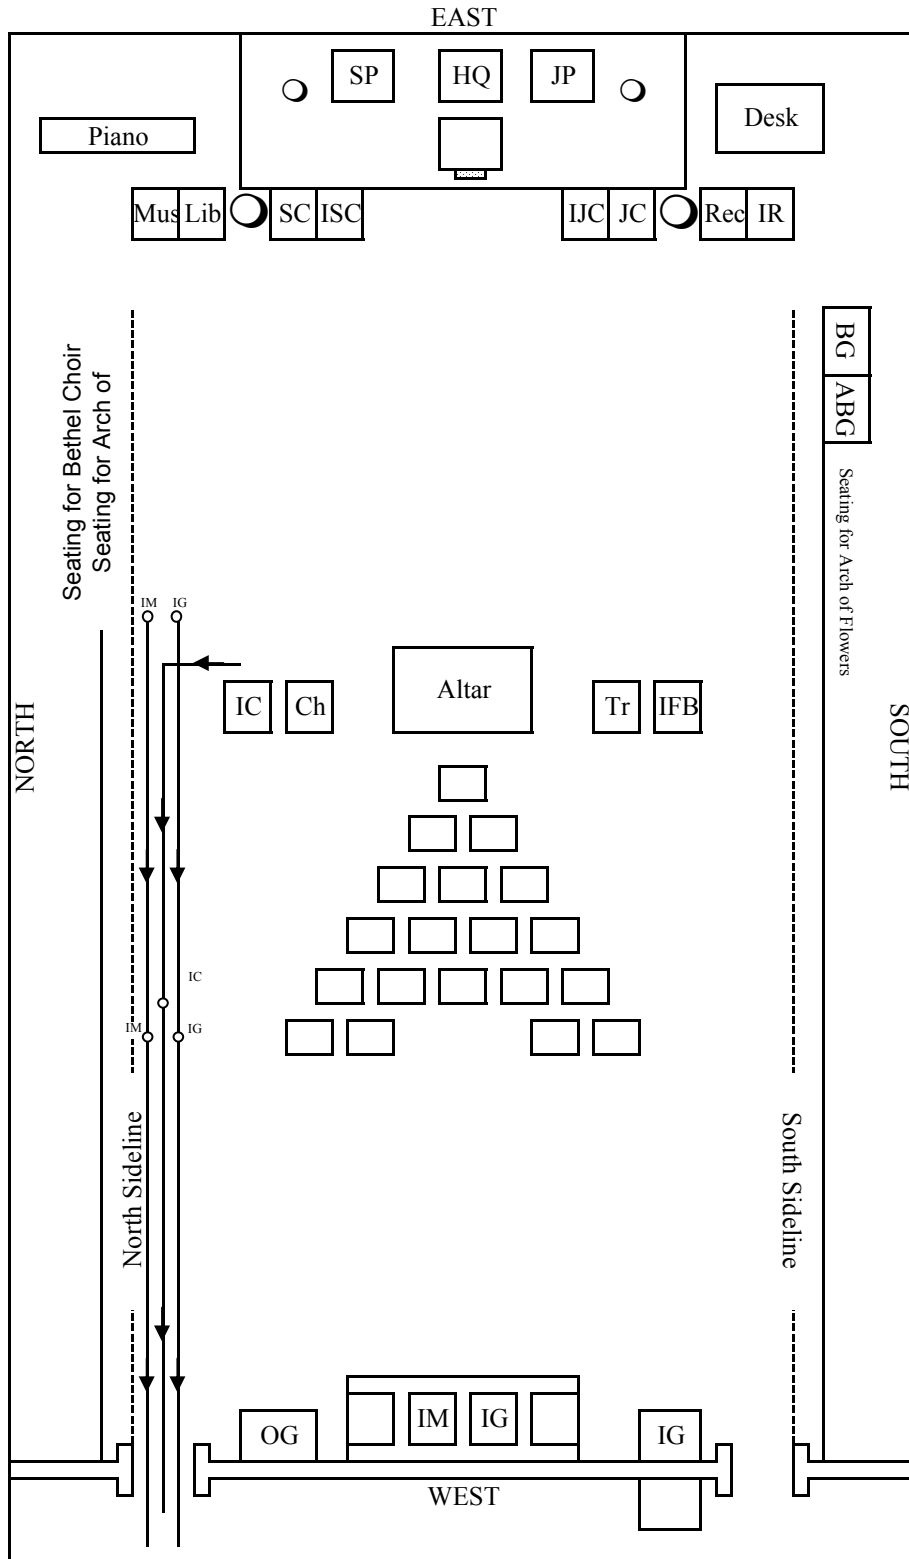 EAST
SP HQ JP
Desk
Piano
Mus Lib SC ISC IJC JC Rec IR
BG
ABG
Seating for Bethel Choir
Seating for Arch of
Seating for Arch of Flowers
IM IG
IC Ch Altar Tr IFB
NORTH
SOUTH
IC
IM IG
North Sideline
South Sideline
OG IM IG IG
WEST